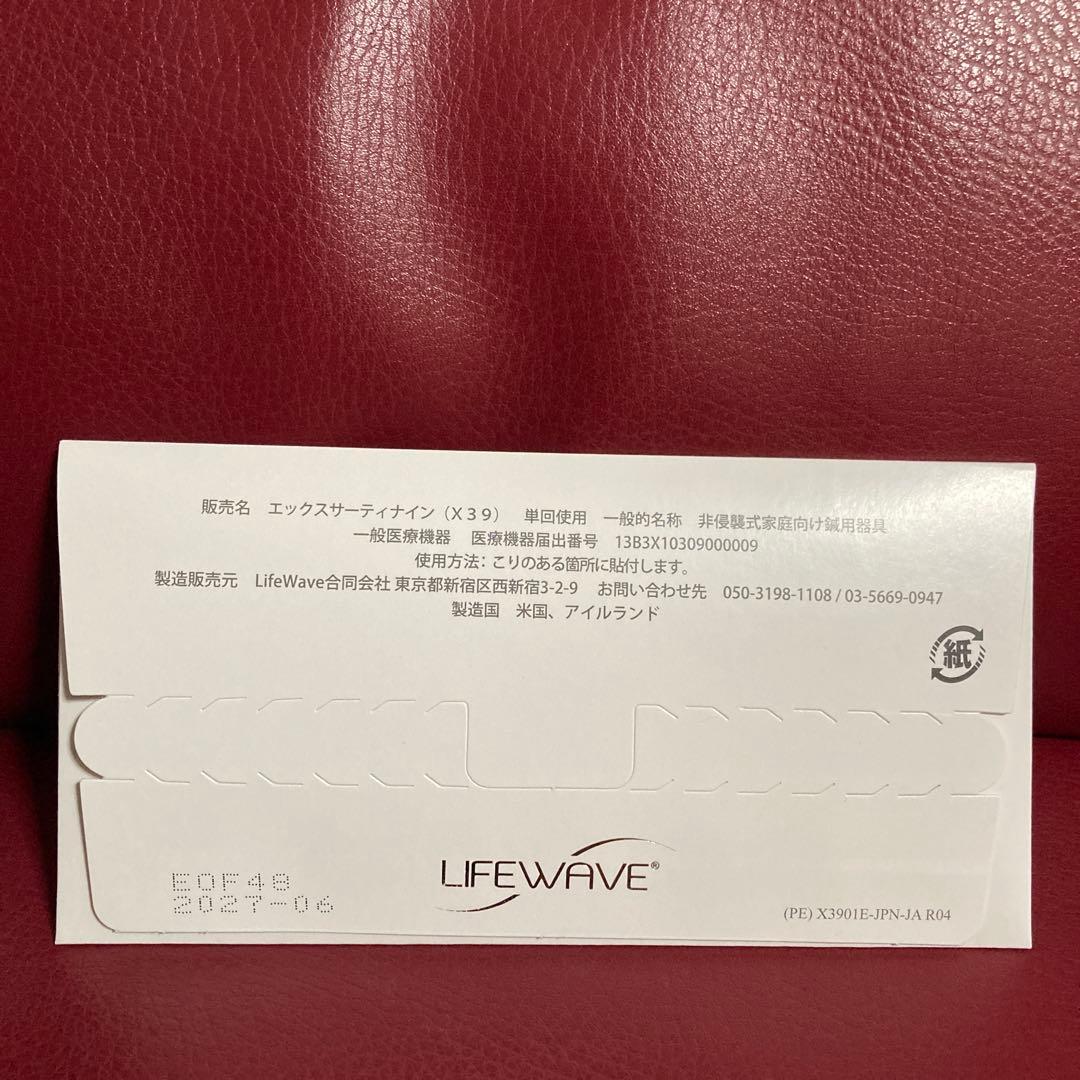 販売名　エックスサーティナイン（Ｘ３９）　単回使用　一般的名称　非侵襲式家庭向け鍼用器具
一般医療機器　医療機器届出番号　13B3X10309000009
使用方法：こりのある箇所に貼付します。
製造販売元　LifeWave合同会社 東京都新宿区西新宿3-2-9　お問い合わせ先　050-3198-1108 / 03-5669-0947
製造国　米国、アイルランド
紙
LIFEWAVE®
EOF48
2027-06
(PE) X3901E-JPN-JA R04